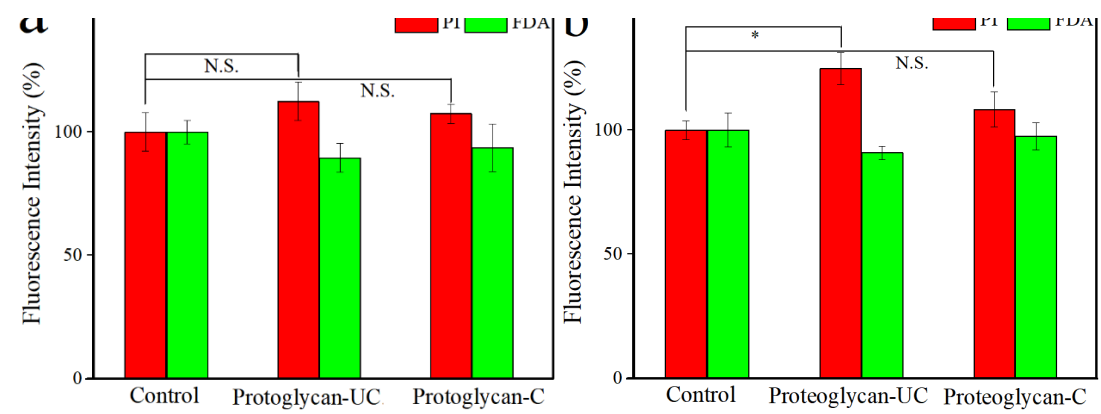 a
PI
FDA
N.S.
N.S.
Fluorescence Intensity (%)
100
50
0
Control
Protoglycan-UC
Protoglycan-C
b
PI
FDA
*
N.S.
Fluorescence Intensity (%)
100
50
0
Control
Proteoglycan-UC
Proteoglycan-C